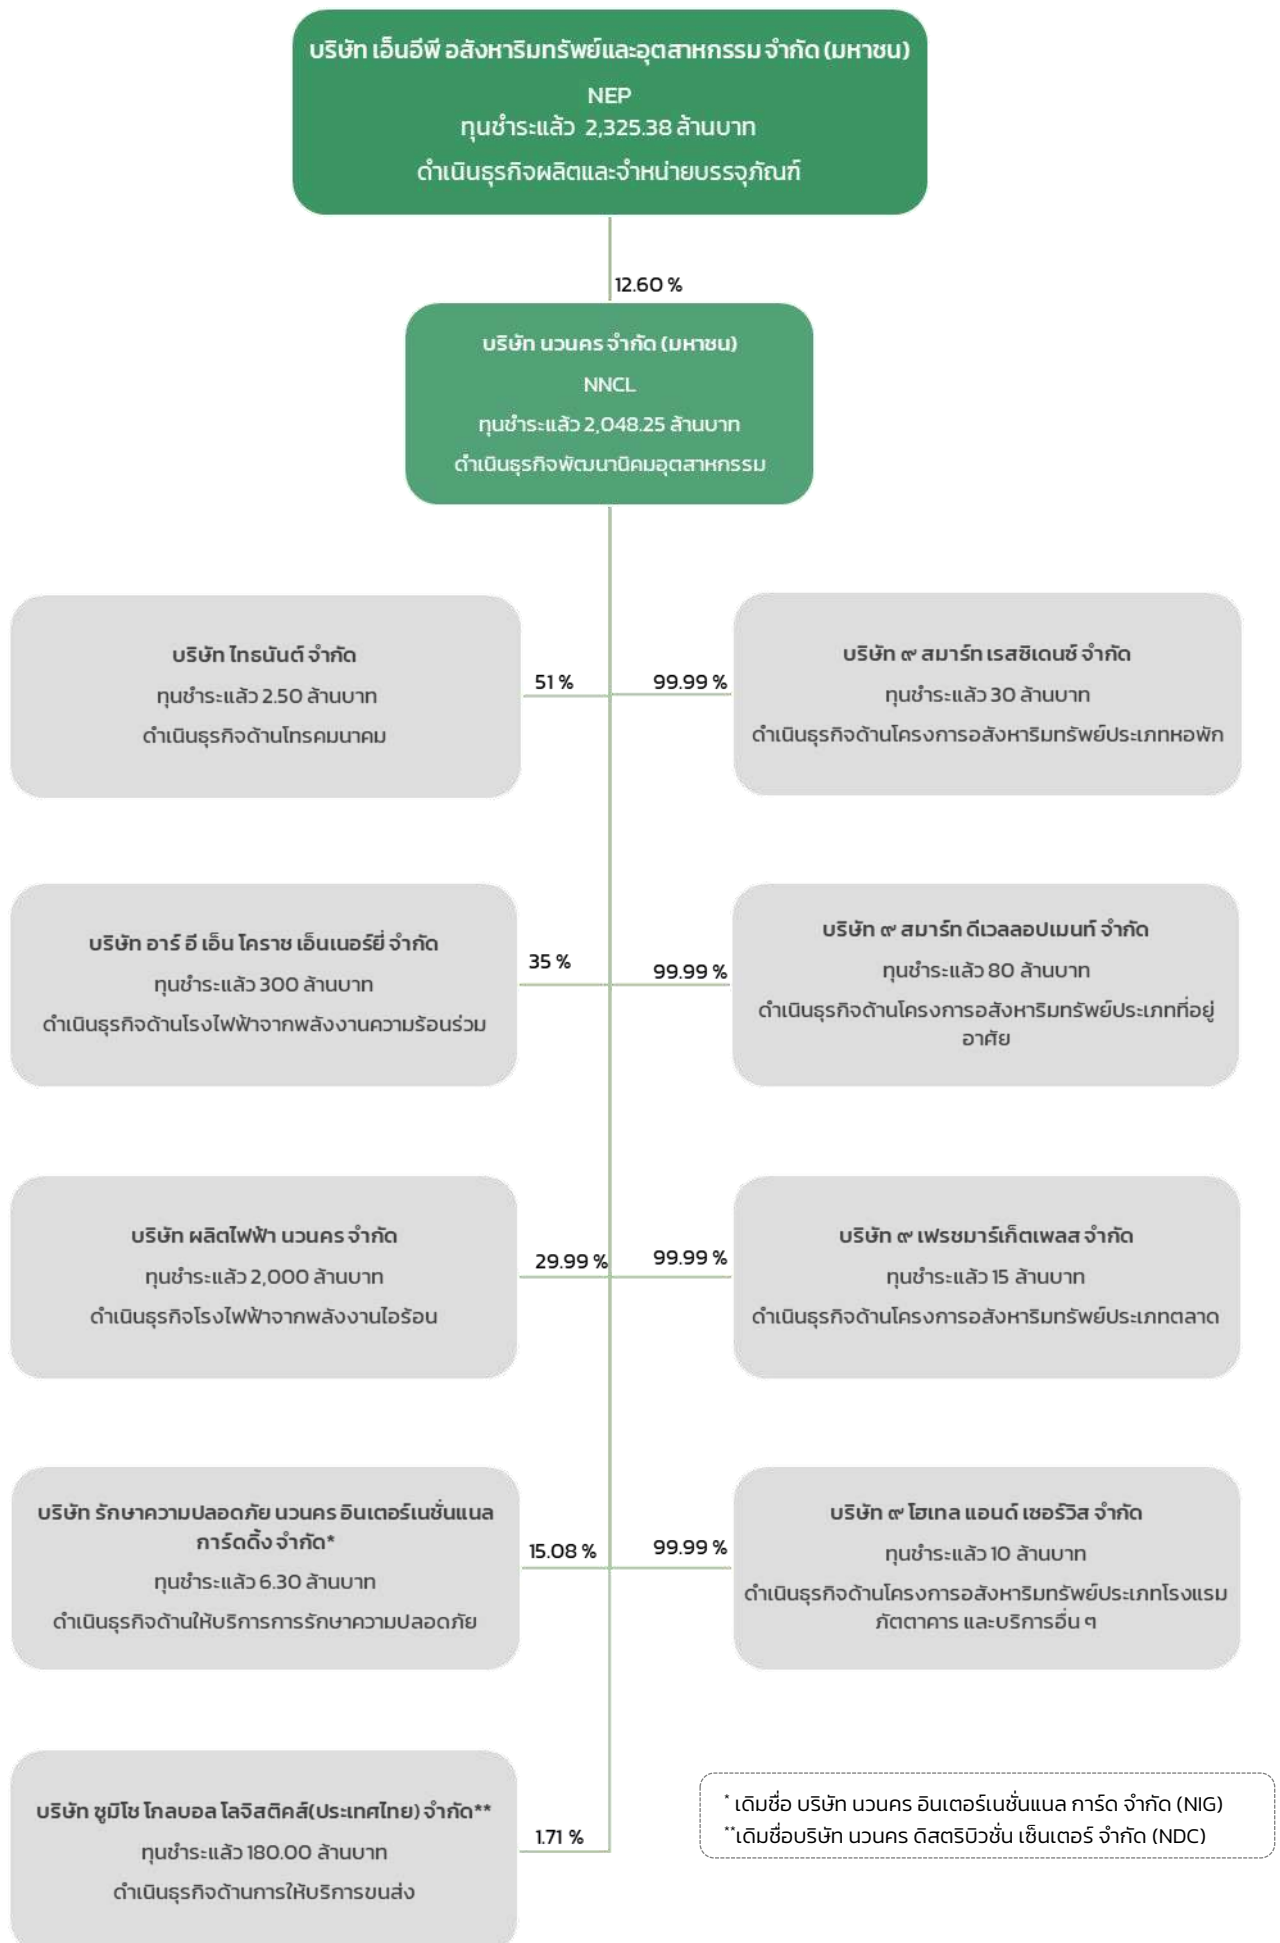 บริษัท เอ็นอีพี อสังหาริมทรัพย์และอุตสาหกรรม จำกัด (มหาชน)
NEP
ทุนชำระแล้ว 2,325.38 ล้านบาท
ดำเนินธุรกิจผลิตและจำหน่ายบรรจุภัณฑ์
12.60 %
บริษัท นวนคร จำกัด (มหาชน)
NNCL
ทุนชำระแล้ว 2,048.25 ล้านบาท
ดำเนินธุรกิจพัฒนานิคมอุตสาหกรรม
บริษัท ไทธนันต์ จำกัด
ทุนชำระแล้ว 2.50 ล้านบาท
ดำเนินธุรกิจด้านโทรคมนาคม
51 %
99.99 %
บริษัท ๙ สมาร์ท เรสซิเดนซ์ จำกัด
ทุนชำระแล้ว 30 ล้านบาท
ดำเนินธุรกิจด้านโครงการอสังหาริมทรัพย์ประเภทหอพัก
บริษัท อาร์ อี เอ็น โคราช เอ็นเนอร์ยี่ จำกัด
ทุนชำระแล้ว 300 ล้านบาท
ดำเนินธุรกิจด้านโรงไฟฟ้าจากพลังงานความร้อนร่วม
35 %
99.99 %
บริษัท ๙ สมาร์ท ดีเวลลอปเมนท์ จำกัด
ทุนชำระแล้ว 80 ล้านบาท
ดำเนินธุรกิจด้านโครงการอสังหาริมทรัพย์ประเภทที่อยู่
อาศัย
บริษัท ผลิตไฟฟ้า นวนคร จำกัด
ทุนชำระแล้ว 2,000 ล้านบาท
ดำเนินธุรกิจโรงไฟฟ้าจากพลังงานไอร้อน
29.99 %
99.99 %
บริษัท ๙ เฟรชมาร์เก็ตเพลส จำกัด
ทุนชำระแล้ว 15 ล้านบาท
ดำเนินธุรกิจด้านโครงการอสังหาริมทรัพย์ประเภทตลาด
บริษัท รักษาความปลอดภัย นวนคร อินเตอร์เนชั่นแนล
การ์ดดิ้ง จำกัด*
ทุนชำระแล้ว 6.30 ล้านบาท
ดำเนินธุรกิจด้านให้บริการการรักษาความปลอดภัย
15.08 %
99.99 %
บริษัท ๙ โฮเทล แอนด์ เซอร์วิส จำกัด
ทุนชำระแล้ว 10 ล้านบาท
ดำเนินธุรกิจด้านโครงการอสังหาริมทรัพย์ประเภทโรงแรม
ภัตตาคาร และบริการอื่น ๆ
บริษัท ซูมิโช โกลบอล โลจิสติคส์(ประเทศไทย) จำกัด**
ทุนชำระแล้ว 180.00 ล้านบาท
ดำเนินธุรกิจด้านการให้บริการขนส่ง
1.71 %
* เดิมชื่อ บริษัท นวนคร อินเตอร์เนชั่นแนล การ์ด จำกัด (NIG)
**เดิมชื่อบริษัท นวนคร ดิสตริบิวชั่น เซ็นเตอร์ จำกัด (NDC)